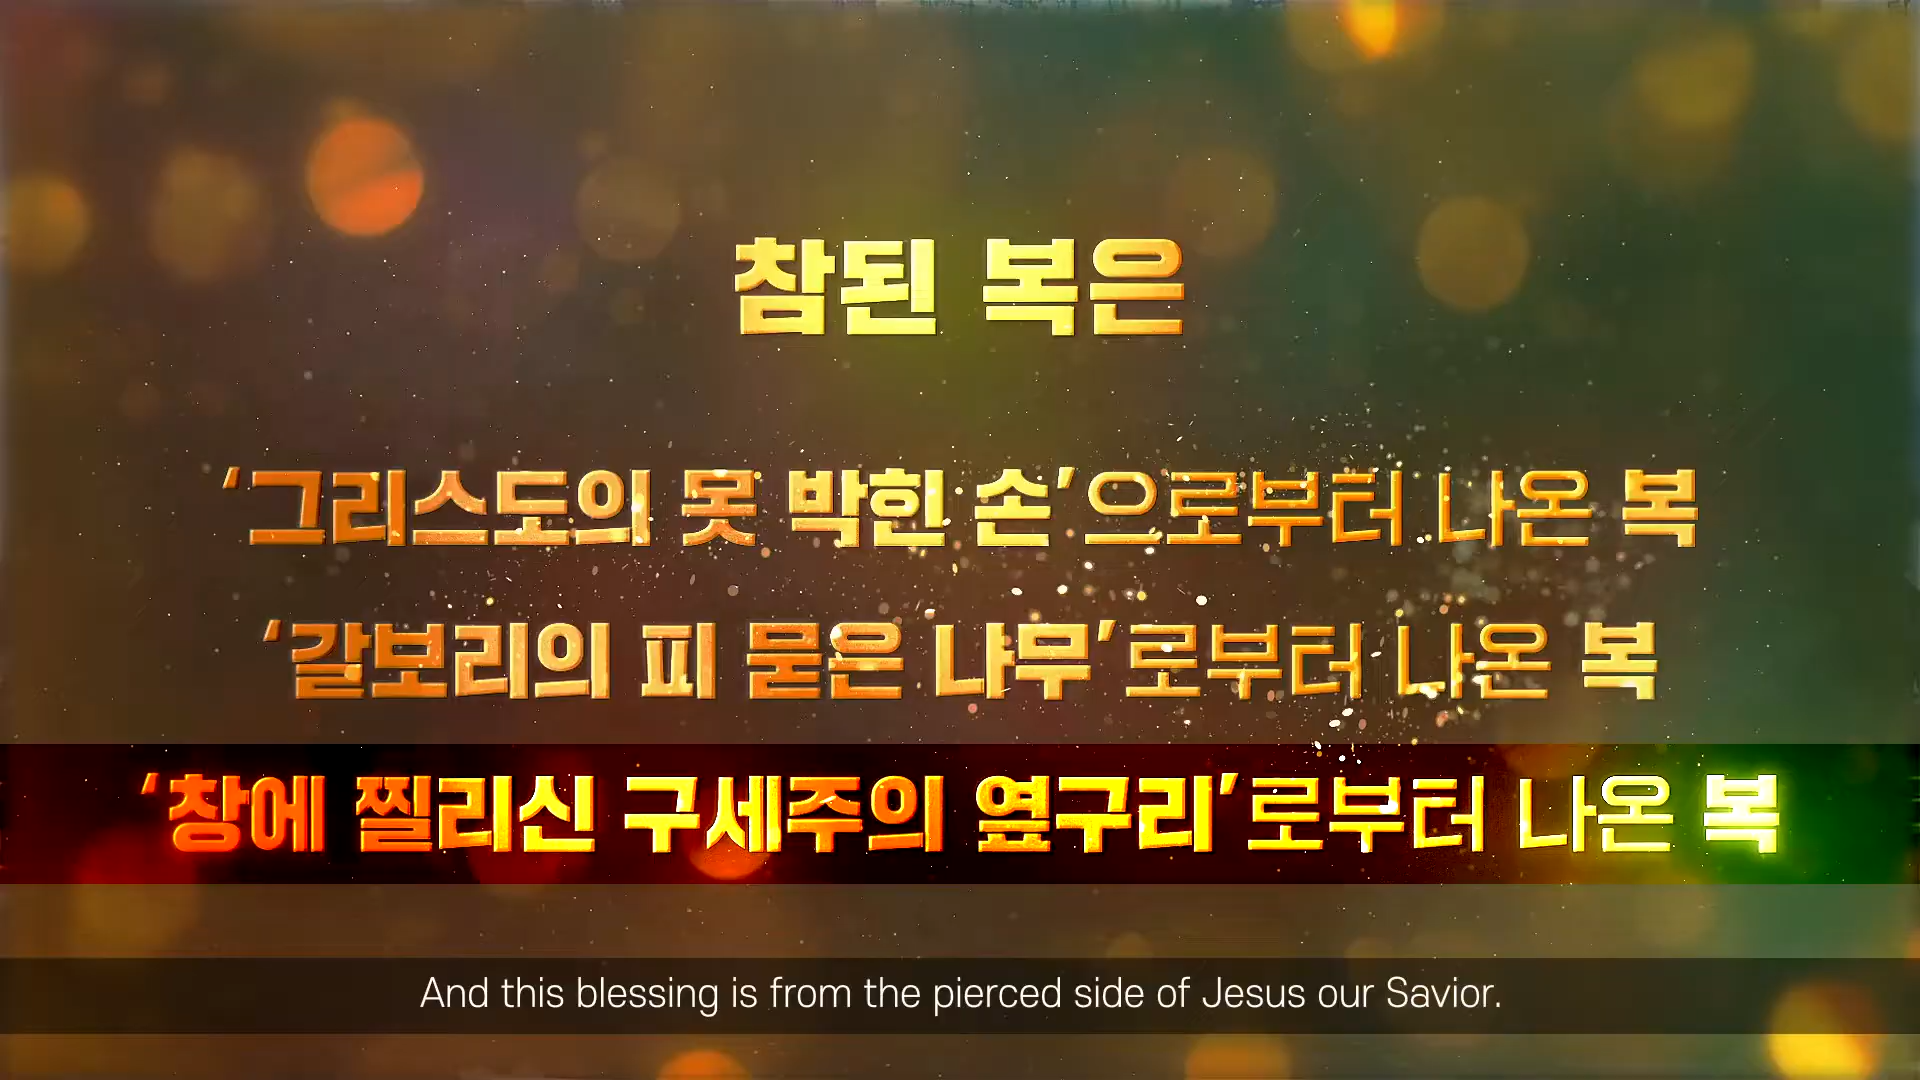 참된 복은
‘그리스도의 못 박힌 손’으로부터 나온 복
‘갈보리의 피 묻은 나무’로부터 나온 복
‘창에 찔리신 구세주의 옆구리’로부터 나온 복
And this blessing is from the pierced side of Jesus our Savior.